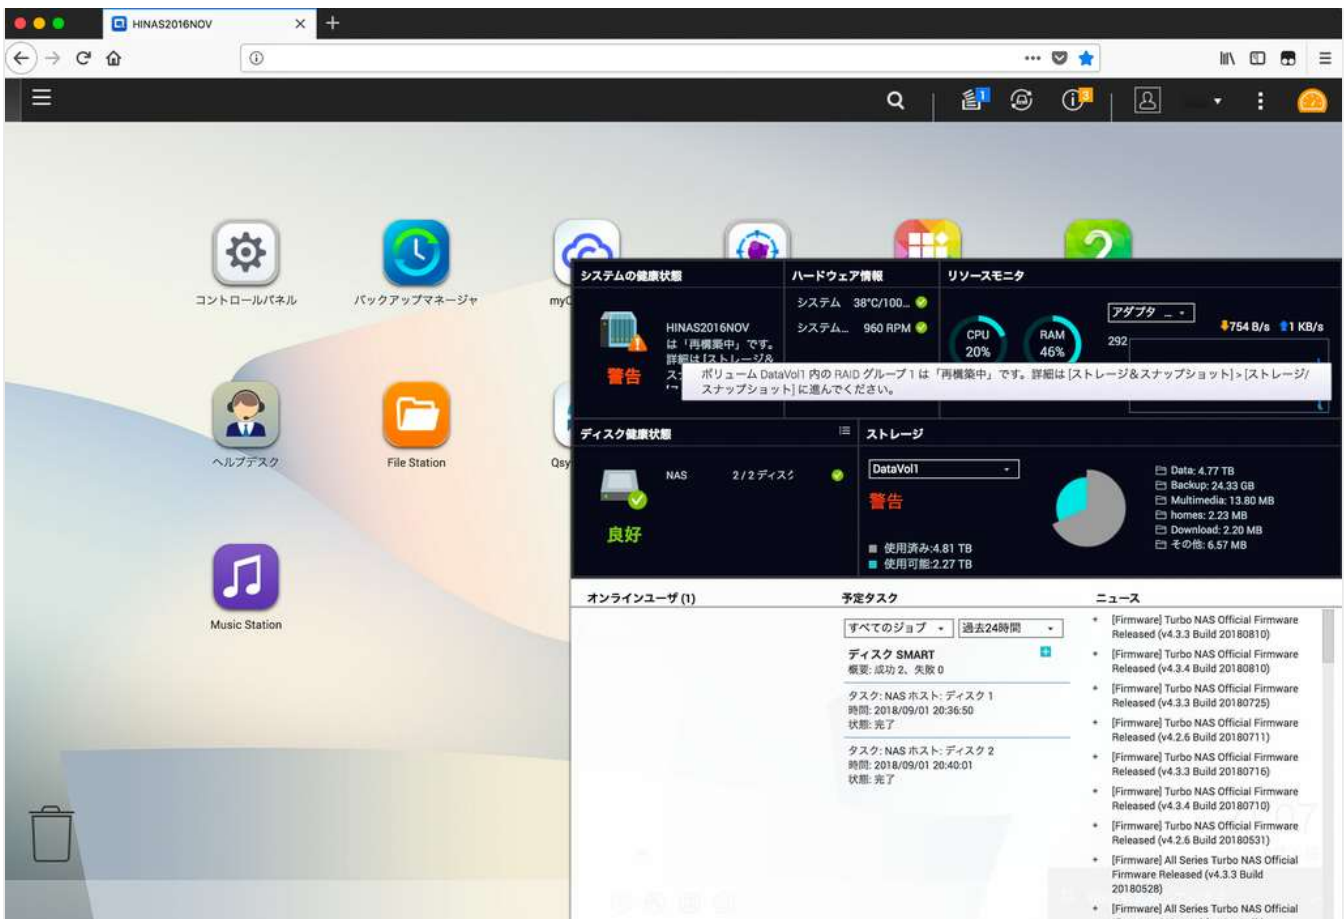 HINAS2016NOV
1
3
コントロールパネル
バックアップマネージャ
ヘルプデスク
File Station
Music Station
システムの健康状態
HINAS2016NOV
は「再構築中」です。
詳細は [ストレージ&
警告
ハードウェア情報
システム 38°C/100...
システム... 960 RPM
リソースモニタ
CPU
20%
RAM
46%
アダプタ ...
754 B/s 1 KB/s
292
ボリューム DataVol1 内の RAID グループ 1 は「再構築中」です。詳細は [ストレージ&スナップショット] > [ストレージ/
スナップショット] に進んでください。
ディスク健康状態
NAS 2 / 2 ディスク
良好
ストレージ
DataVol1
警告
使用済み:4.81 TB
使用可能:2.27 TB
Data: 4.77 TB
Backup: 24.33 GB
Multimedia: 13.80 MB
homes: 2.23 MB
Download: 2.20 MB
その他: 6.57 MB
オンラインユーザ (1)
予定タスク
すべてのジョブ
過去24時間
ディスク SMART
概要: 成功 2、失敗 0
タスク: NAS ホスト: ディスク 1
時間: 2018/09/01 20:36:50
状態: 完了
タスク: NAS ホスト: ディスク 2
時間: 2018/09/01 20:40:01
状態: 完了
ニュース
[Firmware] Turbo NAS Official Firmware
Released (v4.3.3 Build 20180810)
[Firmware] Turbo NAS Official Firmware
Released (v4.3.4 Build 20180810)
[Firmware] Turbo NAS Official Firmware
Released (v4.3.3 Build 20180725)
[Firmware] Turbo NAS Official Firmware
Released (v4.2.6 Build 20180711)
[Firmware] Turbo NAS Official Firmware
Released (v4.3.3 Build 20180716)
[Firmware] Turbo NAS Official Firmware
Released (v4.3.4 Build 20180710)
[Firmware] Turbo NAS Official Firmware
Released (v4.2.6 Build 20180531)
[Firmware] All Series Turbo NAS Official
Firmware Released (v4.3.3 Build
20180528)
[Firmware] All Series Turbo NAS Official